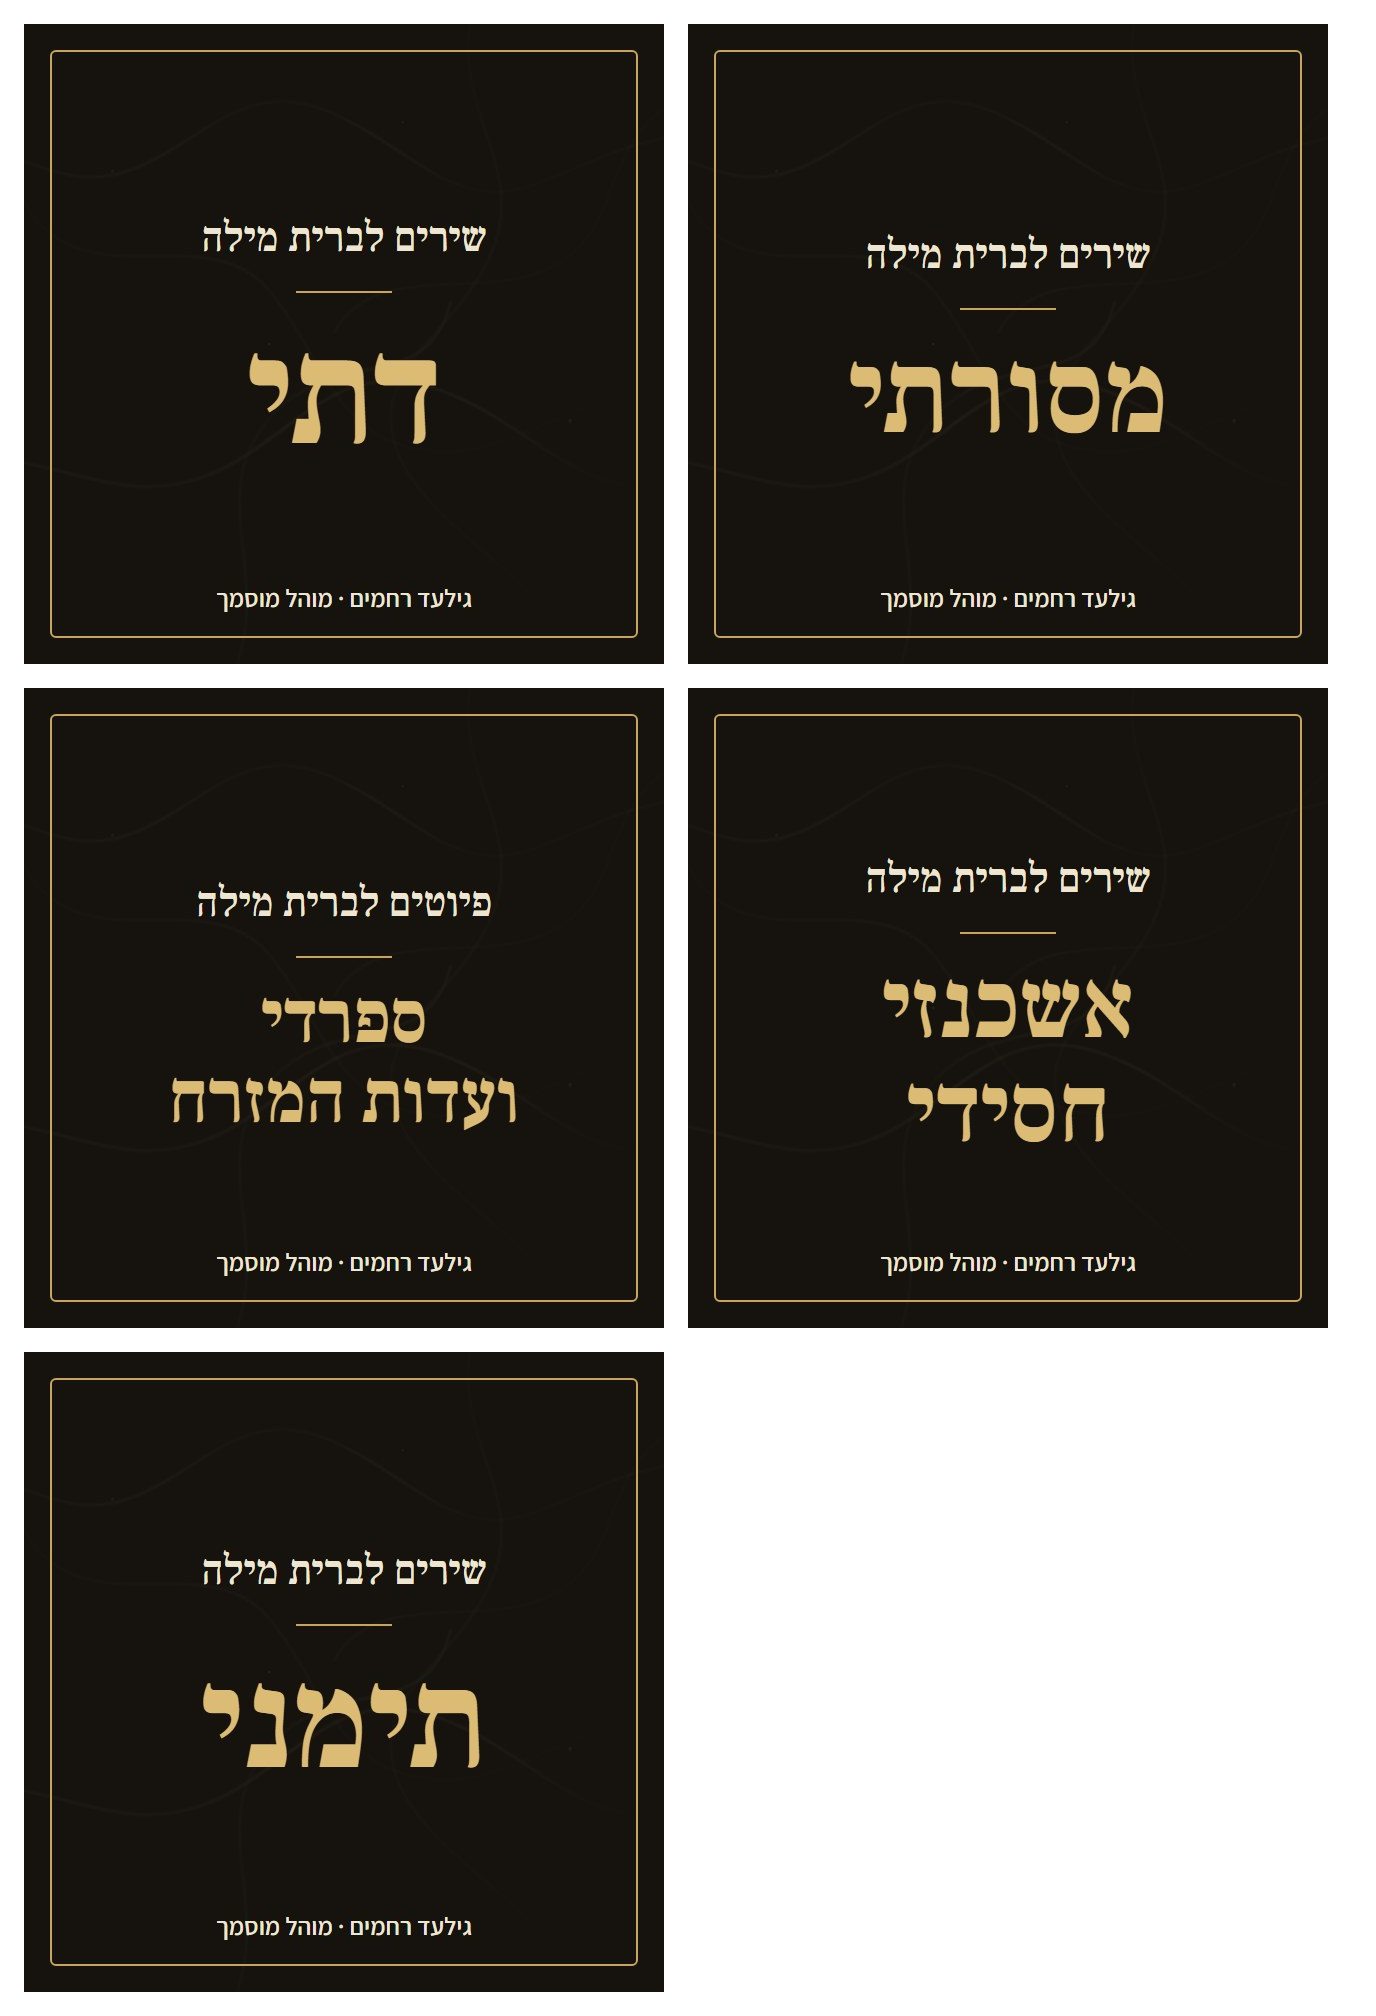 שירים לברית מילה
דתי
גילעד רחמים · מוהל מוסמך
שירים לברית מילה
מסורתי
גילעד רחמים · מוהל מוסמך
פיוטים לברית מילה
ספרדי
ועדות המזרח
גילעד רחמים · מוהל מוסמך
שירים לברית מילה
אשכנזי
חסידי
גילעד רחמים · מוהל מוסמך
שירים לברית מילה
תימני
גילעד רחמים · מוהל מוסמך